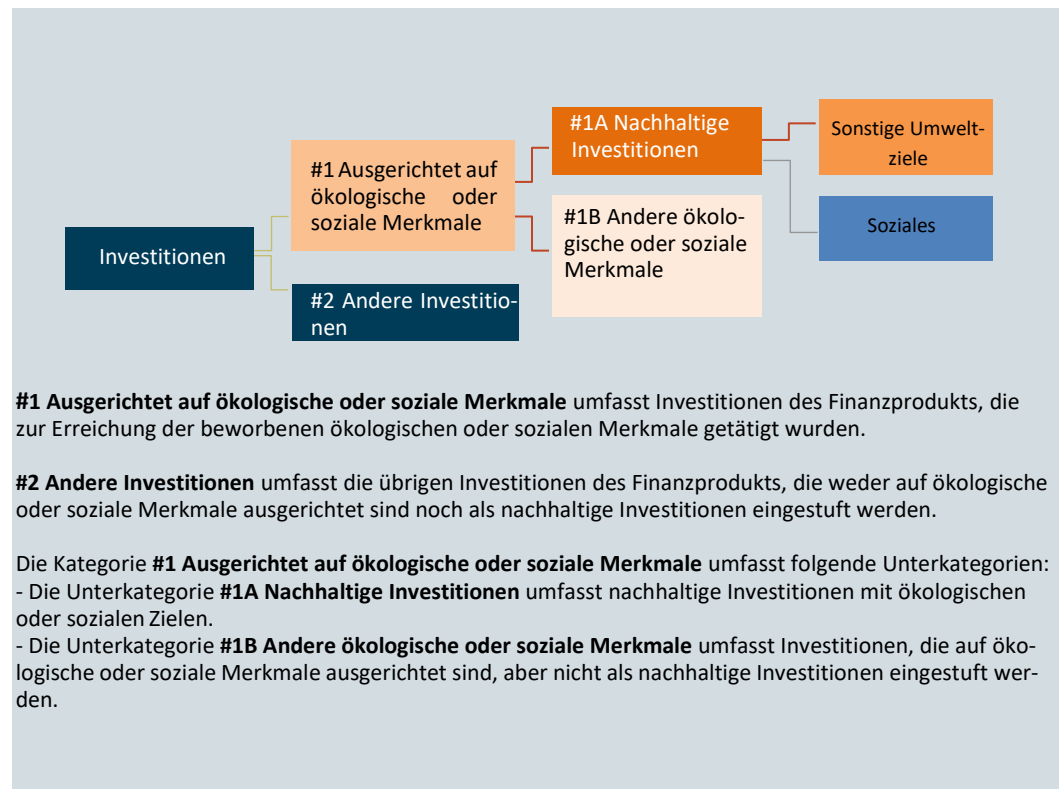 #1A Nachhaltige
Investitionen
Sonstige Umwelt-
ziele
#1 Ausgerichtet auf
ökologische oder
soziale Merkmale
#1B Andere ökolo-
gische oder soziale
Merkmale
Soziales
Investitionen
#2 Andere Investitio-
nen
#1 Ausgerichtet auf ökologische oder soziale Merkmale umfasst Investitionen des Finanzprodukts, die
zur Erreichung der beworbenen ökologischen oder sozialen Merkmale getätigt wurden.
#2 Andere Investitionen umfasst die übrigen Investitionen des Finanzprodukts, die weder auf ökologische
oder soziale Merkmale ausgerichtet sind noch als nachhaltige Investitionen eingestuft werden.
Die Kategorie #1 Ausgerichtet auf ökologische oder soziale Merkmale umfasst folgende Unterkategorien:
- Die Unterkategorie #1A Nachhaltige Investitionen umfasst nachhaltige Investitionen mit ökologischen
oder sozialen Zielen.
- Die Unterkategorie #1B Andere ökologische oder soziale Merkmale umfasst Investitionen, die auf öko-
logische oder soziale Merkmale ausgerichtet sind, aber nicht als nachhaltige Investitionen eingestuft wer-
den.